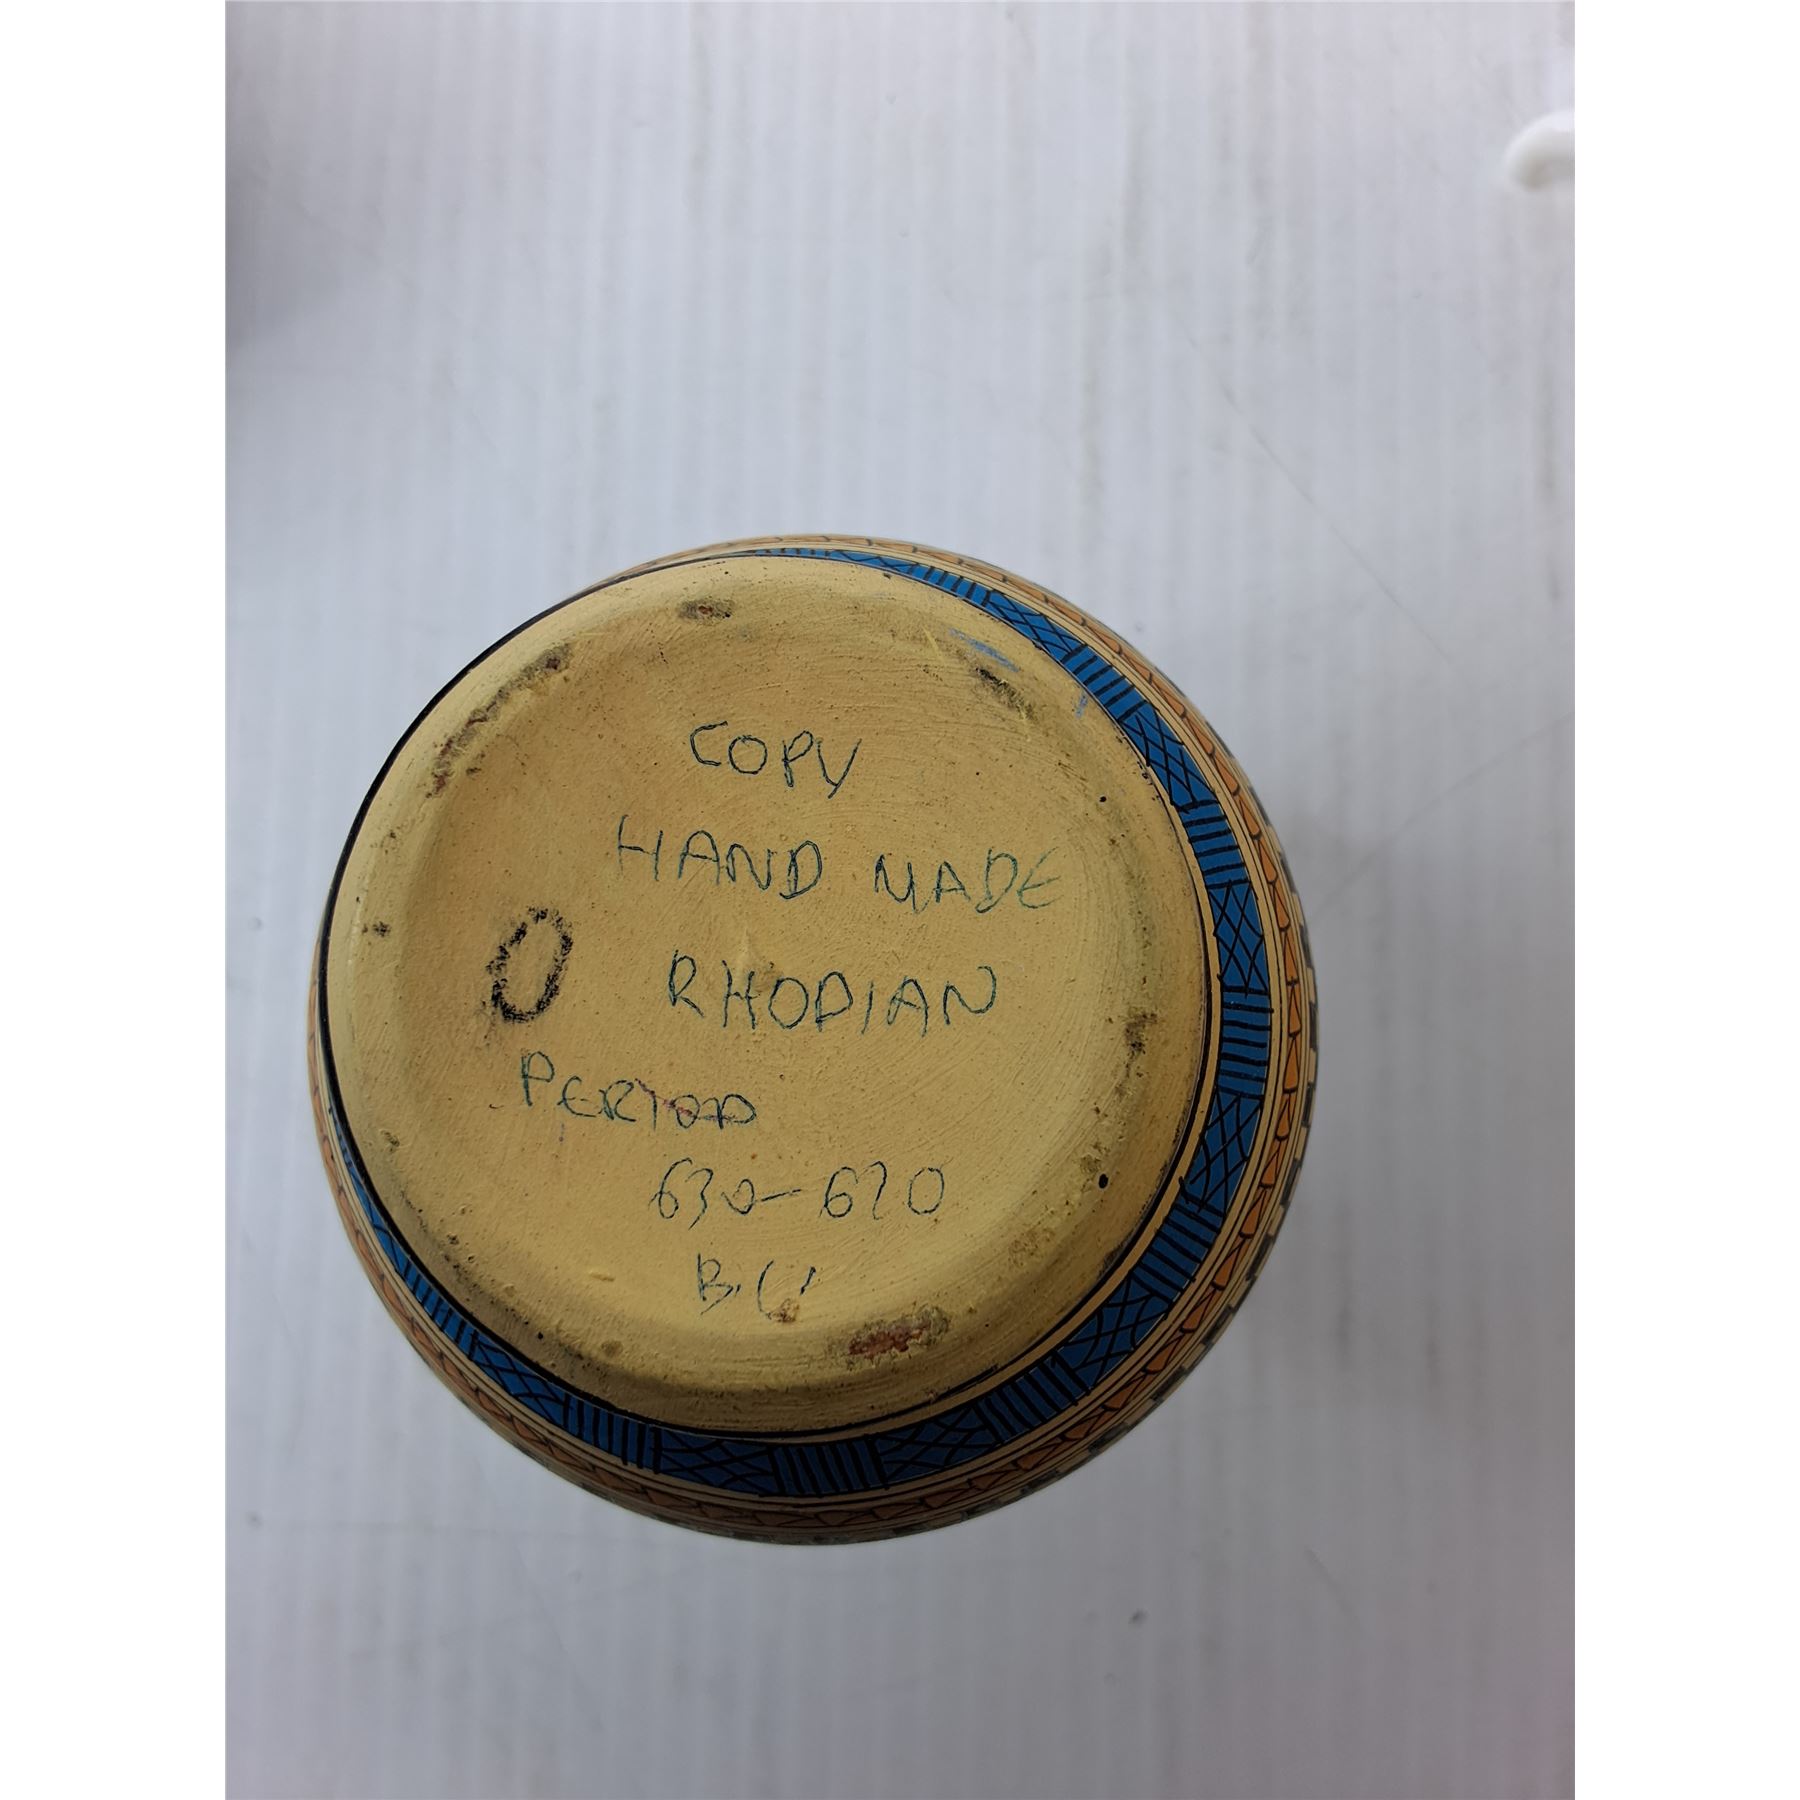 COPY
HAND MADE
O RHODIAN
PERIOD
630-620
B.C.